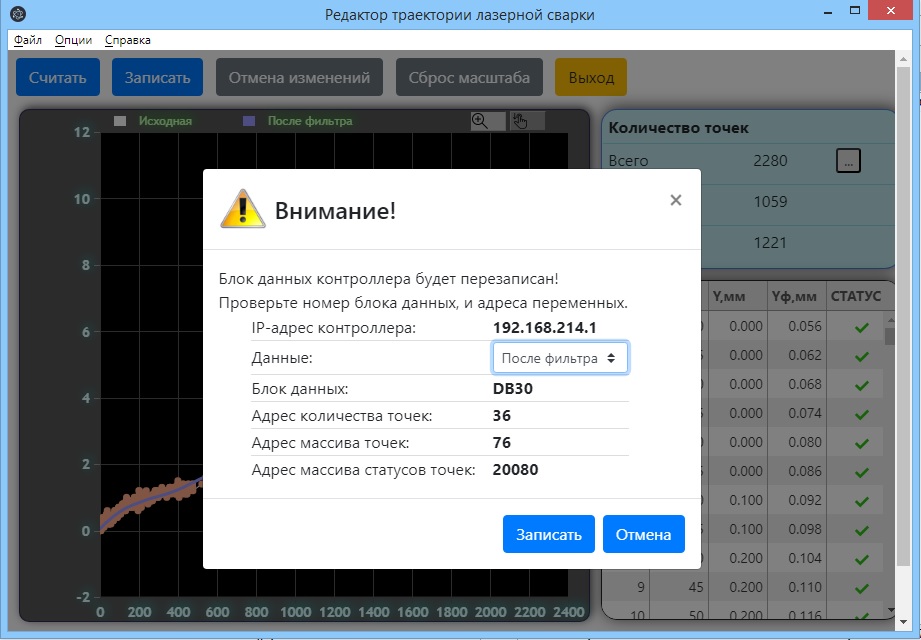 Редактор траектории лазерной сварки
Файл Опции Справка
Считать Записать Отмена изменений Сброс масштаба Выход
Исходная После фильтра
12
10
8
6
4
2
0
-2
0 200 400 600 800 1000 1200 1400 1600 1800 2000 2200 2400
Количество точек
Всего 2280 ...
1059
1221
Y,мм Yф,мм СТАТУС
0.000 0.056
0.000 0.062
0.000 0.068
0.000 0.074
0.000 0.080
0.000 0.086
0.100 0.092
0.100 0.098
0.200 0.104
9 45 0.200 0.110
10 50 0.200 0.116
Внимание!
×
Блок данных контроллера будет перезаписан!
Проверьте номер блока данных, и адреса переменных.
IP-адрес контроллера: 192.168.214.1
Данные: После фильтра
Блок данных: DB30
Адрес количества точек: 36
Адрес массива точек: 76
Адрес массива статусов точек: 20080
Записать Отмена